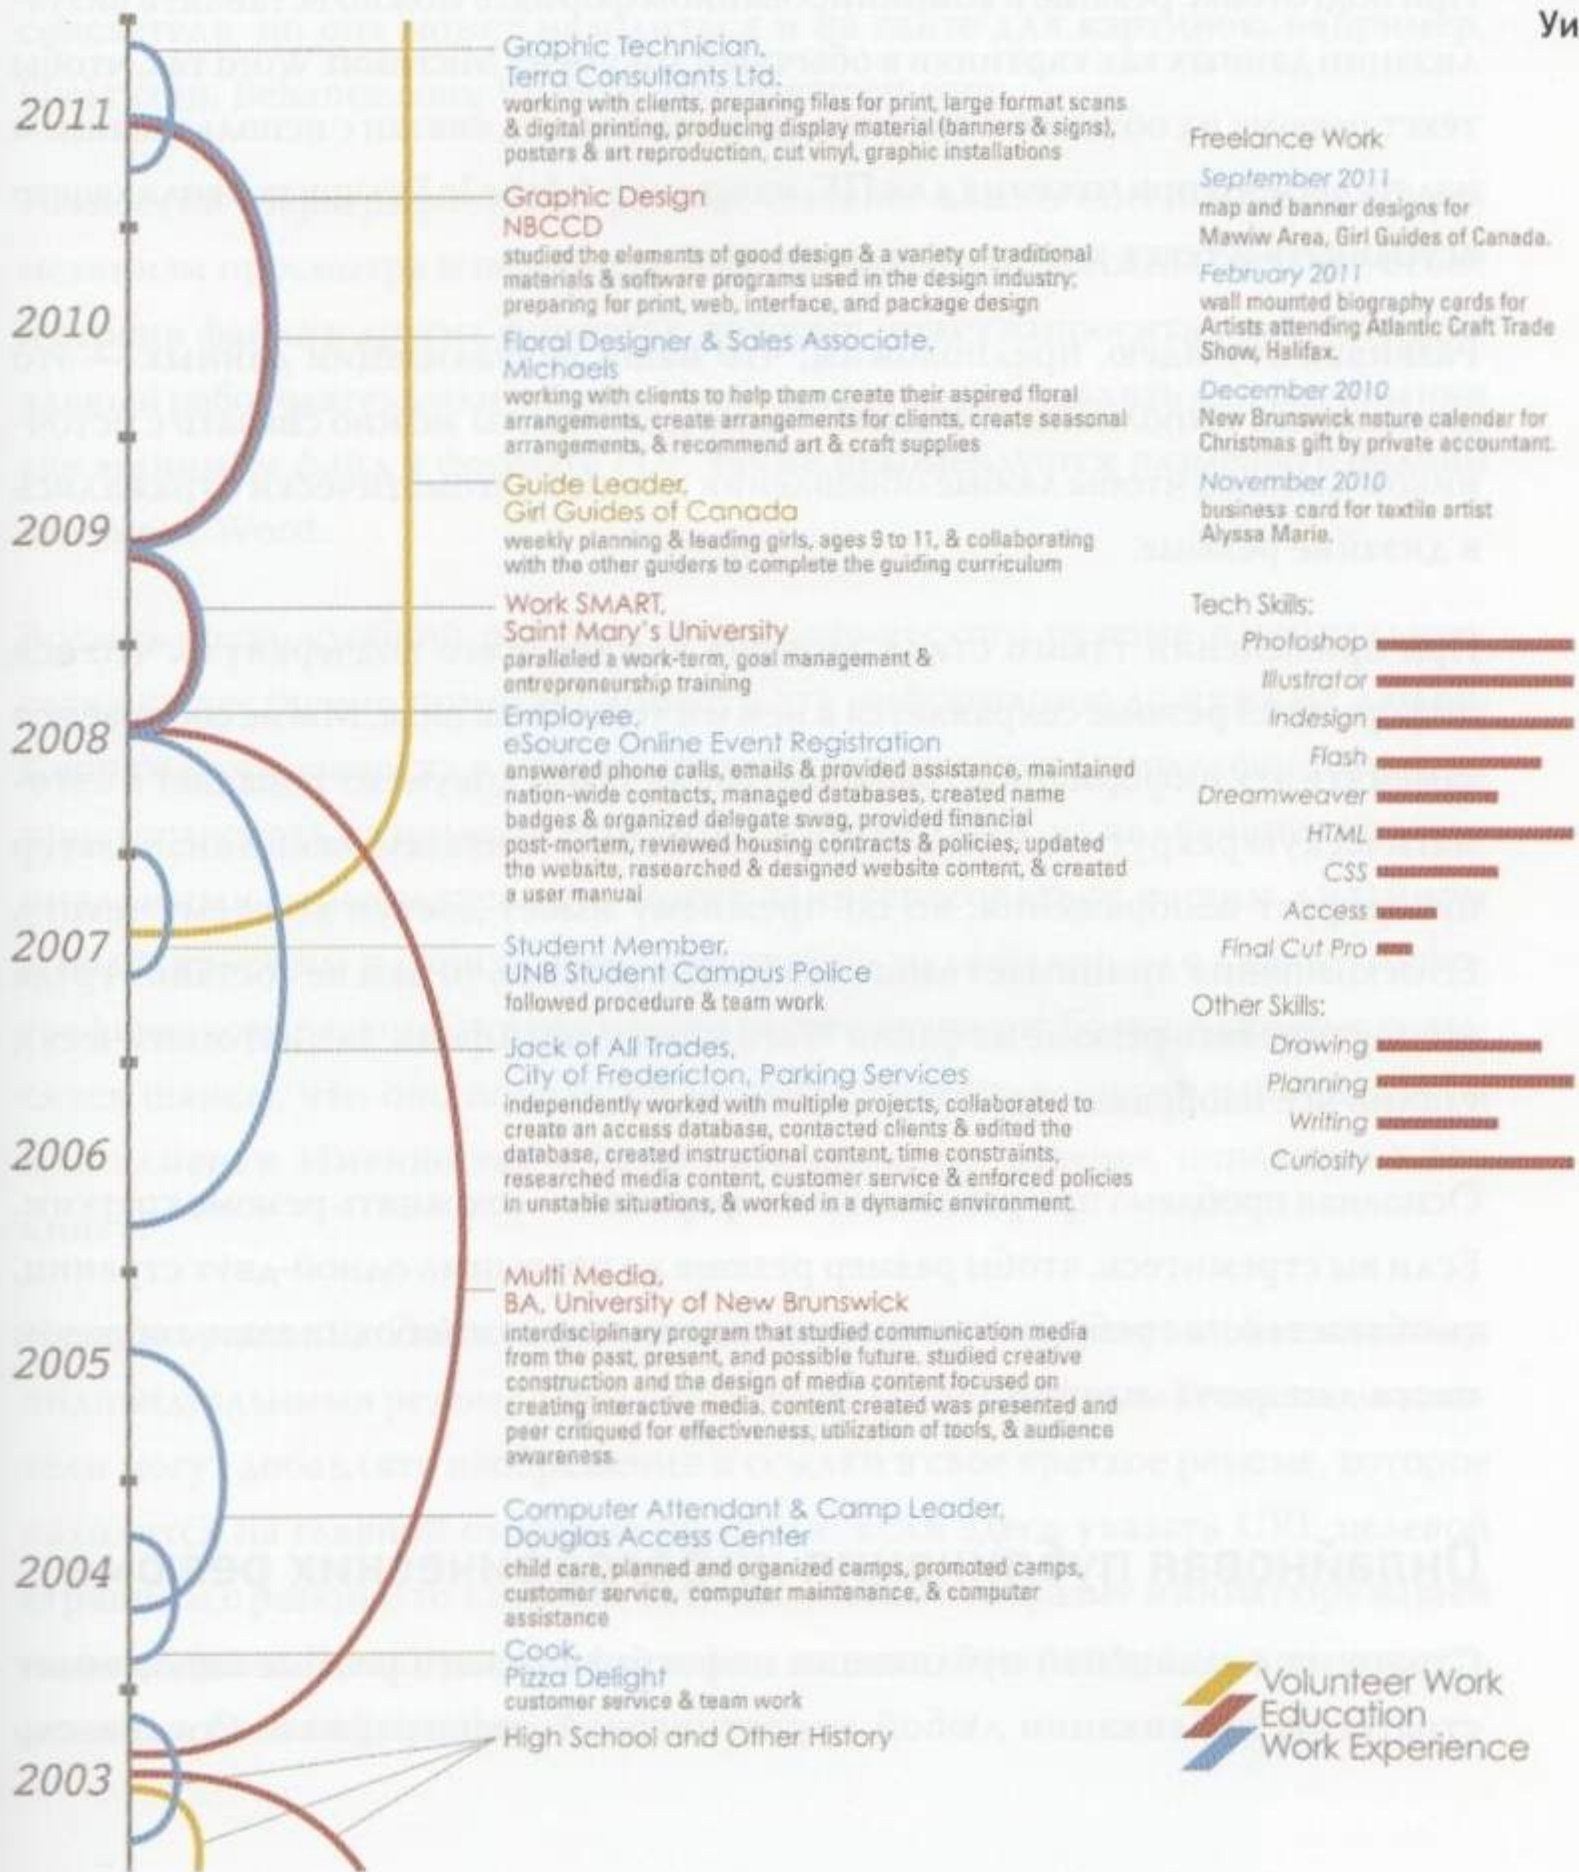 Уи
2011
2010
2009
2008
2007
2006
2005
2004
2003
Graphic Technician,
Terra Consultants Ltd.
working with clients, preparing files for print, large format scans
& digital printing, producing display material (banners & signs),
posters & art reproduction, cut vinyl, graphic installations
Graphic Design
NBCCD
studied the elements of good design & a variety of traditional
materials & software programs used in the design industry;
preparing for print, web, interface, and package design
Floral Designer & Sales Associate,
Michaels
working with clients to help them create their aspired floral
arrangements, create arrangements for clients, create seasonal
arrangements, & recommend art & craft supplies
Guide Leader,
Girl Guides of Canada
weekly planning & leading girls, ages 9 to 11, & collaborating
with the other guiders to complete the guiding curriculum
Work SMART,
Saint Mary's University
paralleled a work-term, goal management &
entrepreneurship training
Employee,
eSource Online Event Registration
answered phone calls, emails & provided assistance, maintained
nation-wide contacts, managed databases, created name
badges & organized delegate swag, provided financial
post-mortem, reviewed housing contracts & policies, updated
the website, researched & designed website content, & created
a user manual
Student Member,
UNB Student Campus Police
followed procedure & team work
Jack of All Trades,
City of Fredericton, Parking Services
independently worked with multiple projects, collaborated to
create an access database, contacted clients & edited the
database, created instructional content, time constraints,
researched media content, customer service & enforced policies
in unstable situations, & worked in a dynamic environment.
Multi Media,
BA, University of New Brunswick
interdisciplinary program that studied communication media
from the past, present, and possible future. studied creative
construction and the design of media content focused on
creating interactive media. content created was presented and
peer critiqued for effectiveness, utilization of tools, & audience
awareness.
Computer Attendant & Camp Leader,
Douglas Access Center
child care, planned and organized camps, promoted camps,
customer service, computer maintenance, & computer
assistance
Cook,
Pizza Delight
customer service & team work
High School and Other History
Freelance Work
September 2011
map and banner designs for
Mawiw Area, Girl Guides of Canada.
February 2011
wall mounted biography cards for
Artists attending Atlantic Craft Trade
Show, Halifax.
December 2010
New Brunswick nature calendar for
Christmas gift by private accountant.
November 2010
business card for textile artist
Alyssa Marie.
Tech Skills:
Photoshop
Illustrator
Indesign
Flash
Dreamweaver
HTML
CSS
Access
Final Cut Pro
Other Skills:
Drawing
Planning
Writing
Curiosity
Volunteer Work
Education
Work Experience